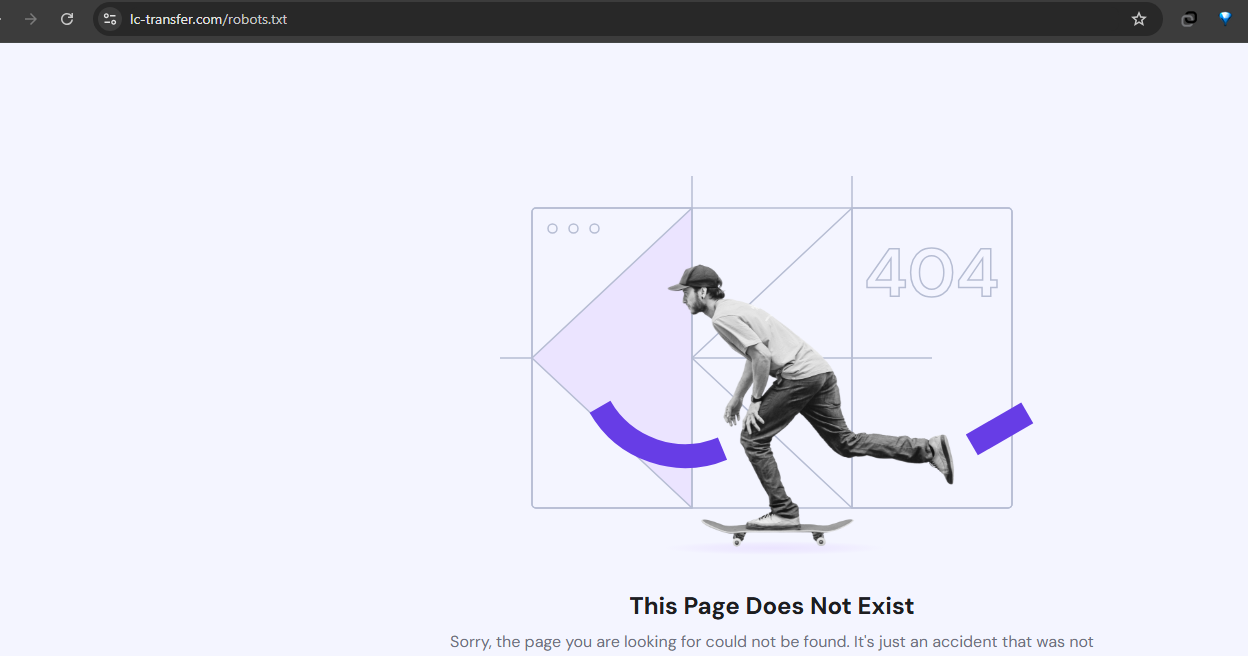 lc-transfer.com/robots.txt
404
This Page Does Not Exist
Sorry, the page you are looking for could not be found. It's just an accident that was not